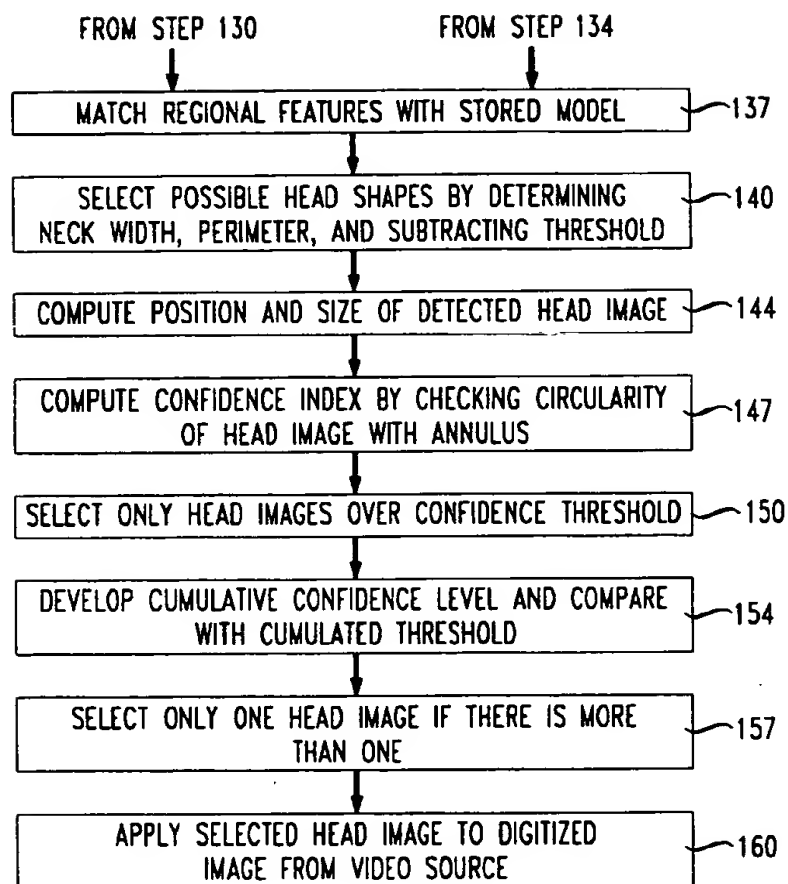 FROM STEP 130
FROM STEP 134
MATCH REGIONAL FEATURES WITH STORED MODEL
137
SELECT POSSIBLE HEAD SHAPES BY DETERMINING
NECK WIDTH, PERIMETER, AND SUBTRACTING THRESHOLD
140
COMPUTE POSITION AND SIZE OF DETECTED HEAD IMAGE
144
COMPUTE CONFIDENCE INDEX BY CHECKING CIRCULARITY
OF HEAD IMAGE WITH ANNULUS
147
SELECT ONLY HEAD IMAGES OVER CONFIDENCE THRESHOLD
150
DEVELOP CUMULATIVE CONFIDENCE LEVEL AND COMPARE
WITH CUMULATED THRESHOLD
154
SELECT ONLY ONE HEAD IMAGE IF THERE IS MORE
THAN ONE
157
APPLY SELECTED HEAD IMAGE TO DIGITIZED
IMAGE FROM VIDEO SOURCE
160